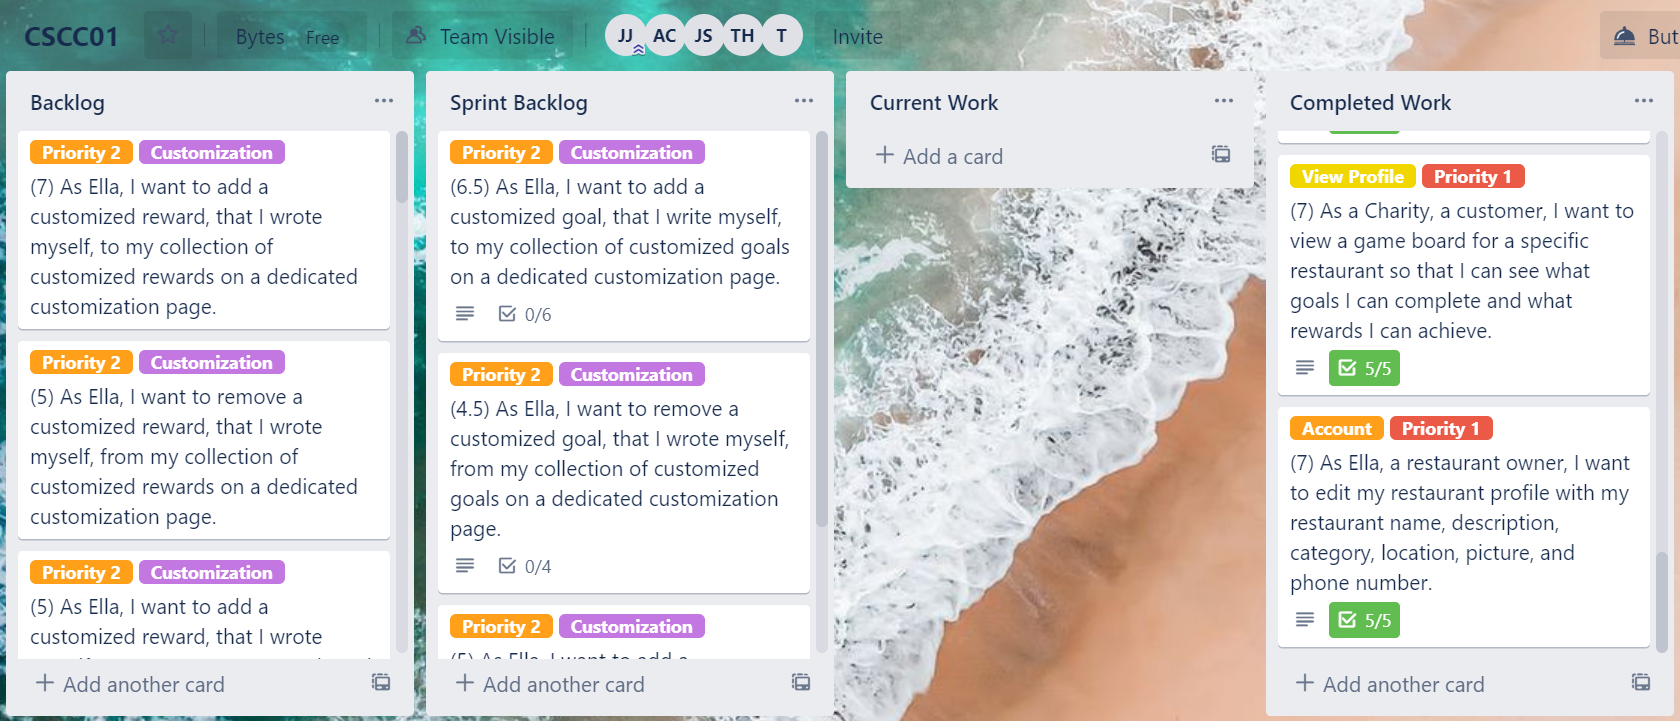 CSCC01
Bytes Free
Team Visible
JJ AC JS TH T
Invite
But
Backlog
Priority 2 Customization
(7) As Ella, I want to add a
customized reward, that I wrote
myself, to my collection of
customized rewards on a dedicated
customization page.
Priority 2 Customization
(5) As Ella, I want to remove a
customized reward, that I wrote
myself, from my collection of
customized rewards on a dedicated
customization page.
Priority 2 Customization
(5) As Ella, I want to add a
customized reward, that I wrote
+ Add another card
Sprint Backlog
Priority 2 Customization
(6.5) As Ella, I want to add a
customized goal, that I write myself,
to my collection of customized goals
on a dedicated customization page.
0/6
Priority 2 Customization
(4.5) As Ella, I want to remove a
customized goal, that I wrote myself,
from my collection of customized
goals on a dedicated customization
page.
0/4
Priority 2 Customization
(5) As Ella, I want to add a
+ Add another card
Current Work
+ Add a card
Completed Work
View Profile Priority 1
(7) As a Charity, a customer, I want to
view a game board for a specific
restaurant so that I can see what
goals I can complete and what
rewards I can achieve.
5/5
Account Priority 1
(7) As Ella, a restaurant owner, I want
to edit my restaurant profile with my
restaurant name, description,
category, location, picture, and
phone number.
5/5
+ Add another card